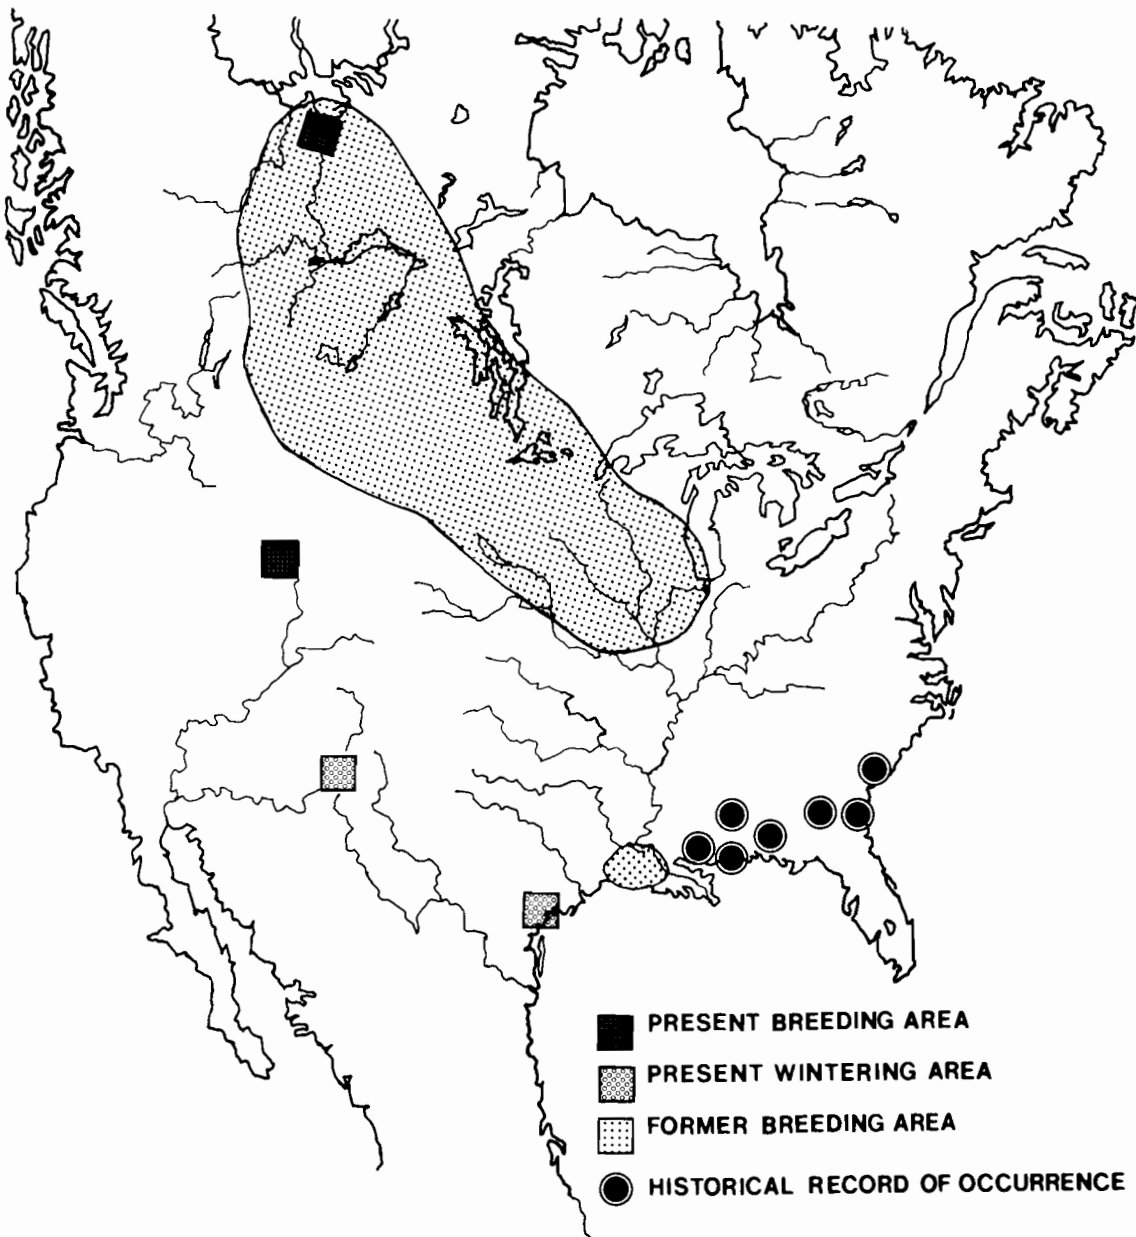 PRESENT BREEDING AREA
PRESENT WINTERING AREA
FORMER BREEDING AREA
HISTORICAL RECORD OF OCCURRENCE